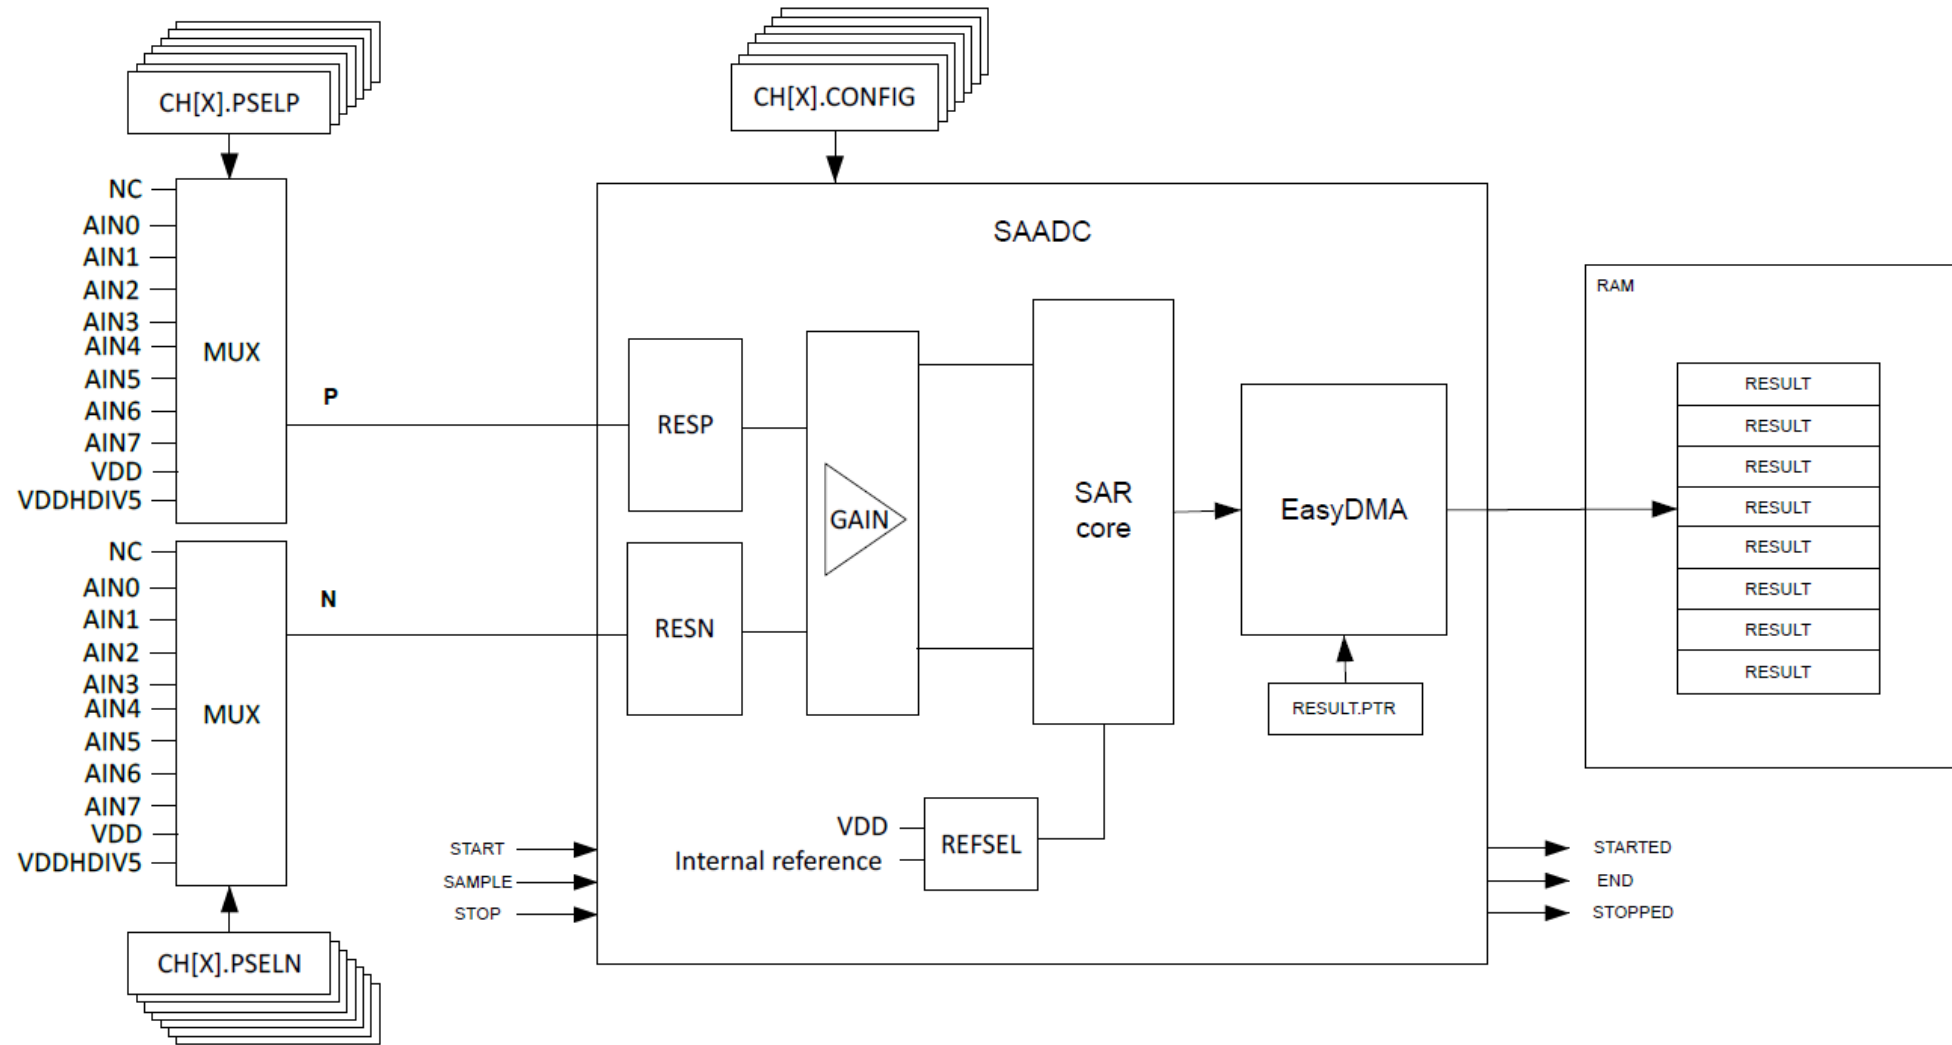 CH[X].PSELP
CH[X].CONFIG
NC
AIN0
AIN1
AIN2
AIN3
AIN4
AIN5
AIN6
AIN7
VDD
VDDHDIV5
MUX
P
NC
AIN0
AIN1
AIN2
AIN3
AIN4
AIN5
AIN6
AIN7
VDD
VDDHDIV5
MUX
N
CH[X].PSELN
SAADC
RESP
RESN
GAIN
SAR
core
EasyDMA
RESULT.PTR
VDD
Internal reference
REFSEL
START
SAMPLE
STOP
STARTED
END
STOPPED
RAM
RESULT
RESULT
RESULT
RESULT
RESULT
RESULT
RESULT
RESULT